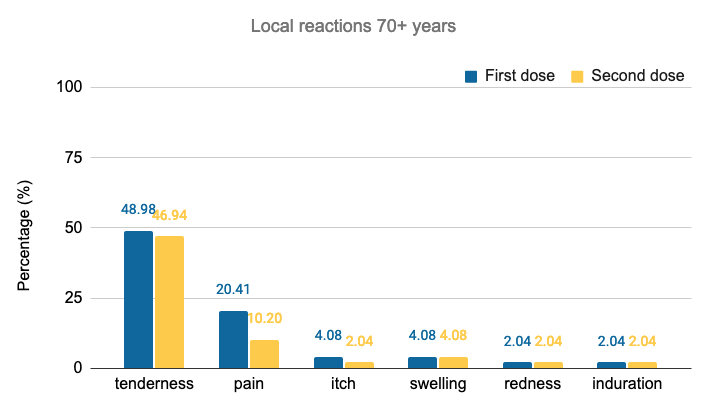 Local reactions 70+ years
First dose Second dose
Percentage (%)
100
75
50
25
0
48.98 46.94
20.41 10.20
4.08 2.04
4.08 4.08
2.04 2.04
2.04 2.04
tenderness pain itch swelling redness induration